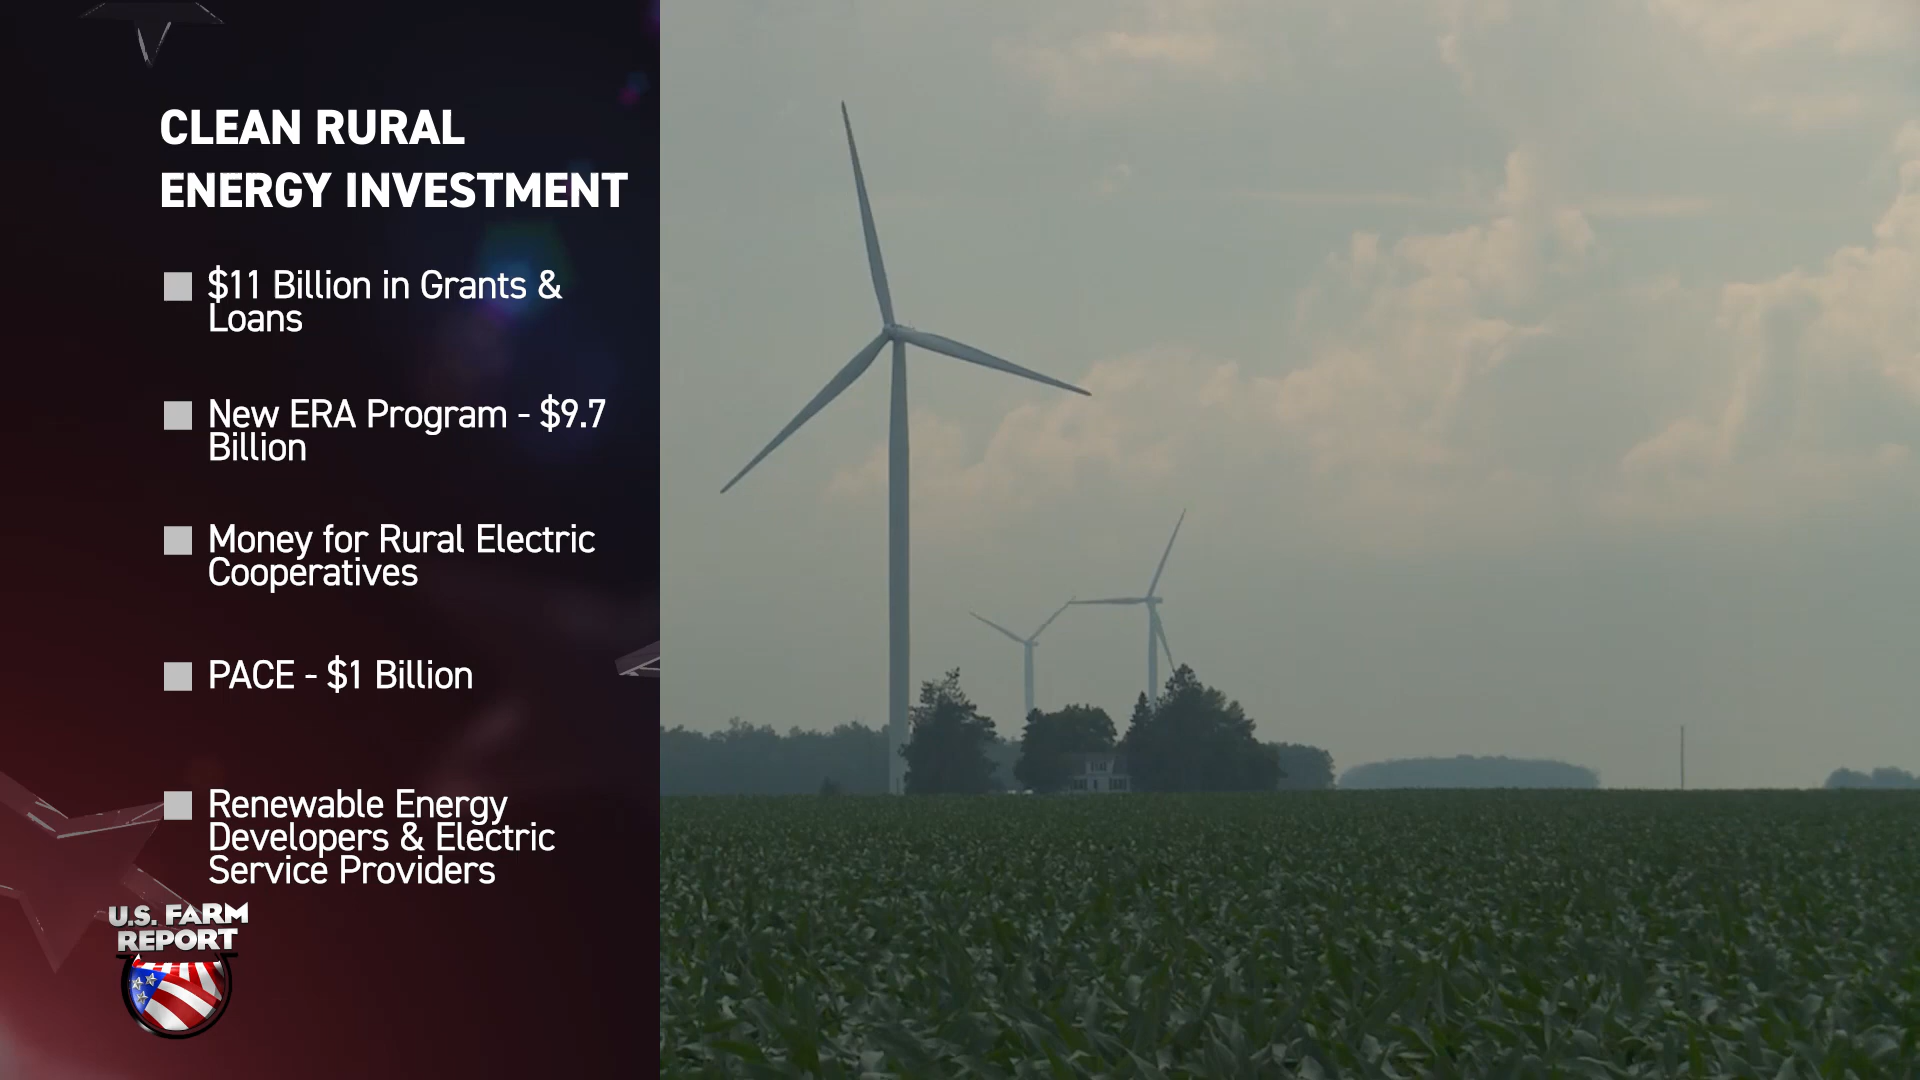 CLEAN RURAL
ENERGY INVESTMENT
$11 Billion in Grants &
Loans
New ERA Program - $9.7
Billion
Money for Rural Electric
Cooperatives
PACE - $1 Billion
Renewable Energy
Developers & Electric
Service Providers
U.S. FARM
REPORT